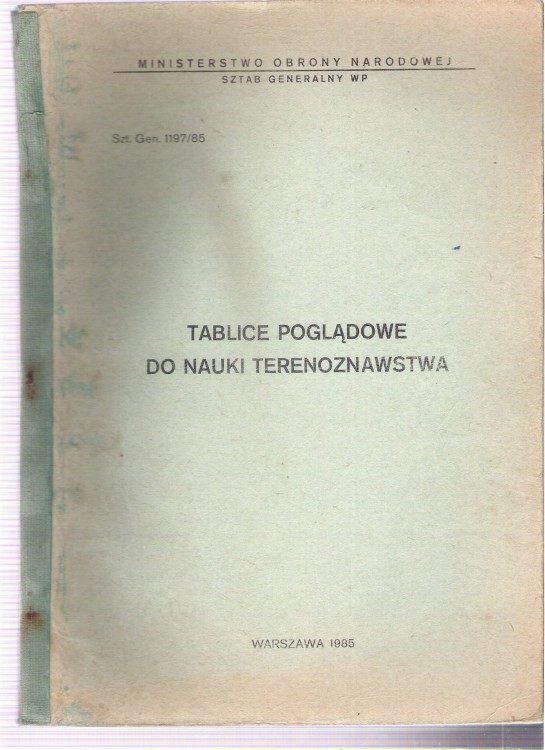 MINISTERSTWO OBRONY NARODOWEJ
SZTAB GENERALNY WP
Szt. Gen. 1197/85
TABLICE POGLĄDOWE
DO NAUKI TERENOZNAWSTWA
WARSZAWA 1985